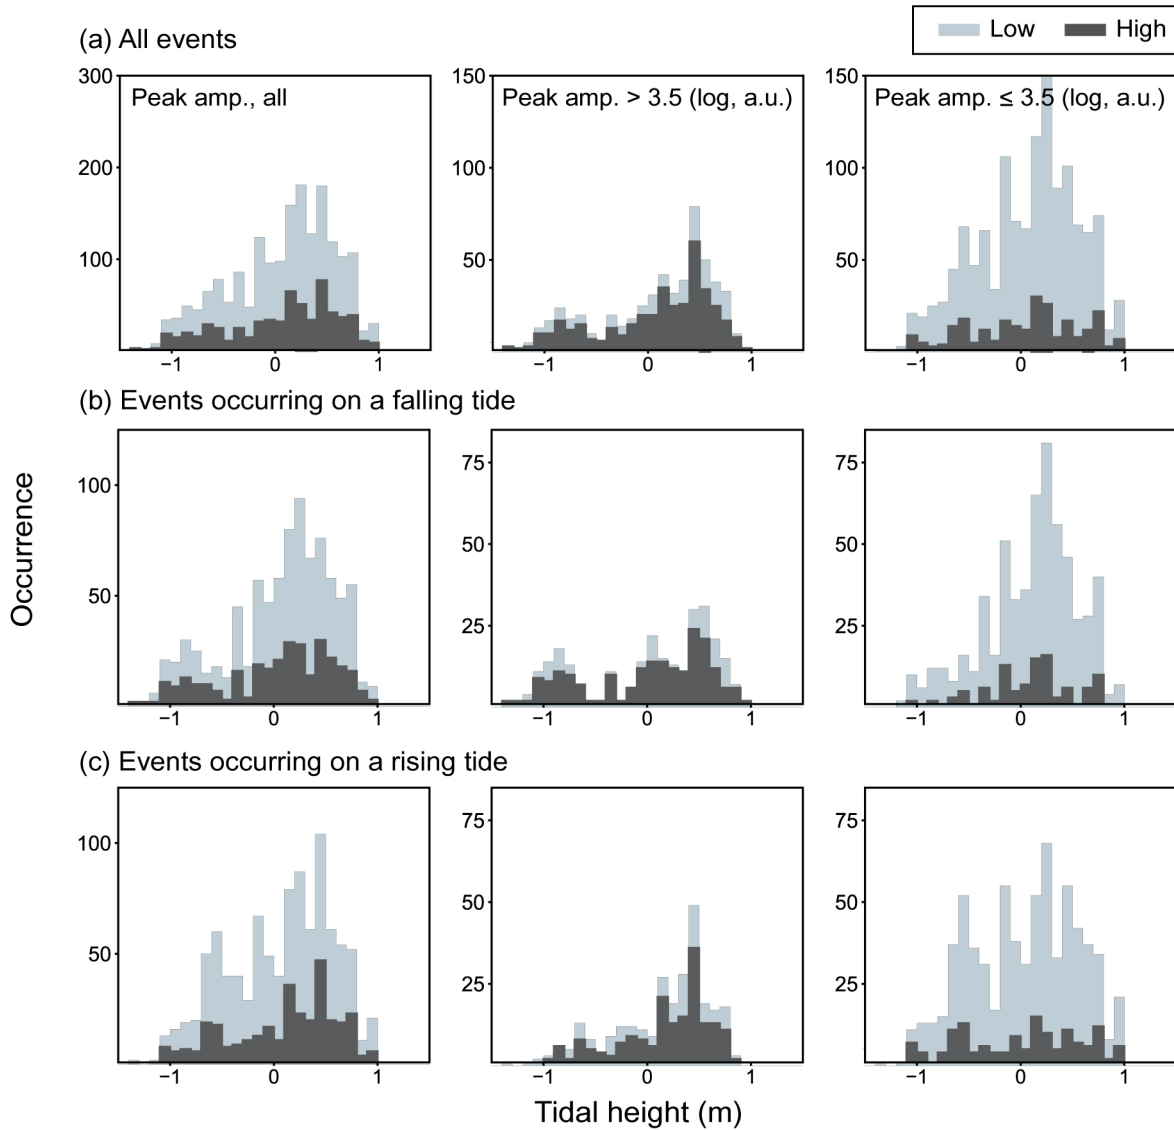 Low High
(a) All events
300
200
100
−1 0 1
Peak amp., all
150
100
50
−1 0 1
Peak amp. > 3.5 (log, a.u.)
150
100
50
−1 0 1
Peak amp. ≤ 3.5 (log, a.u.)
(b) Events occurring on a falling tide
100
50
−1 0 1
75
50
25
−1 0 1
75
50
25
−1 0 1
(c) Events occurring on a rising tide
100
50
−1 0 1
75
50
25
−1 0 1
75
50
25
−1 0 1
Occurrence
Tidal height (m)